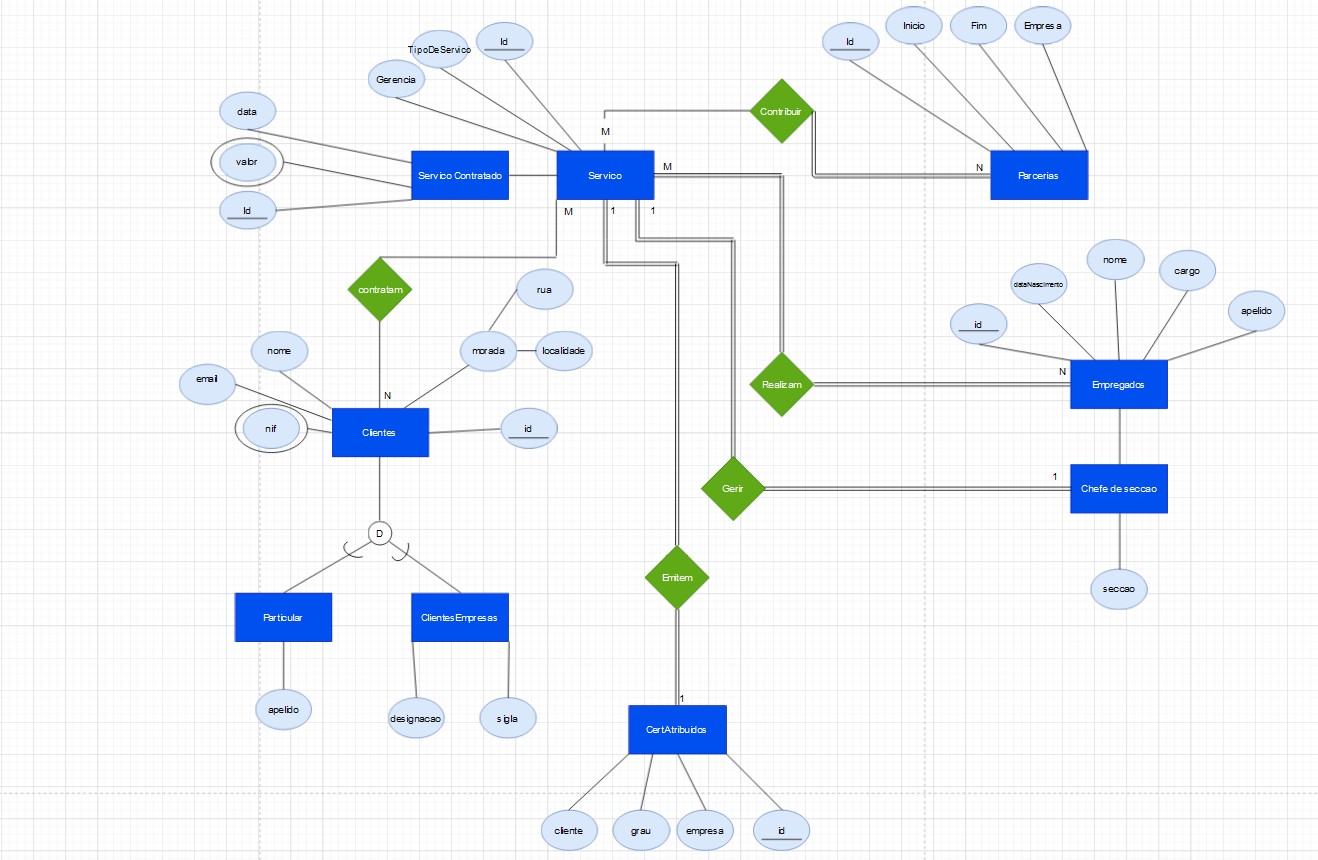 Id
Inicio
Fim
Empresa
TipoDeServico
Id
Gerencia
data
valor
Id
Contribuir
M
N
Servico Contratado
Servico
M
Parcerias
M
1
1
contratam
rua
morada
localidade
nome
email
nif
N
Clientes
id
id
dataNascimento
nome
cargo
apelido
N
Realizam
Empregados
1
Gerir
Chefe de seccao
D
Emitem
seccao
Particular
ClientesEmpresas
apelido
designacao
sigla
1
CertAtribuidos
cliente
grau
empresa
id